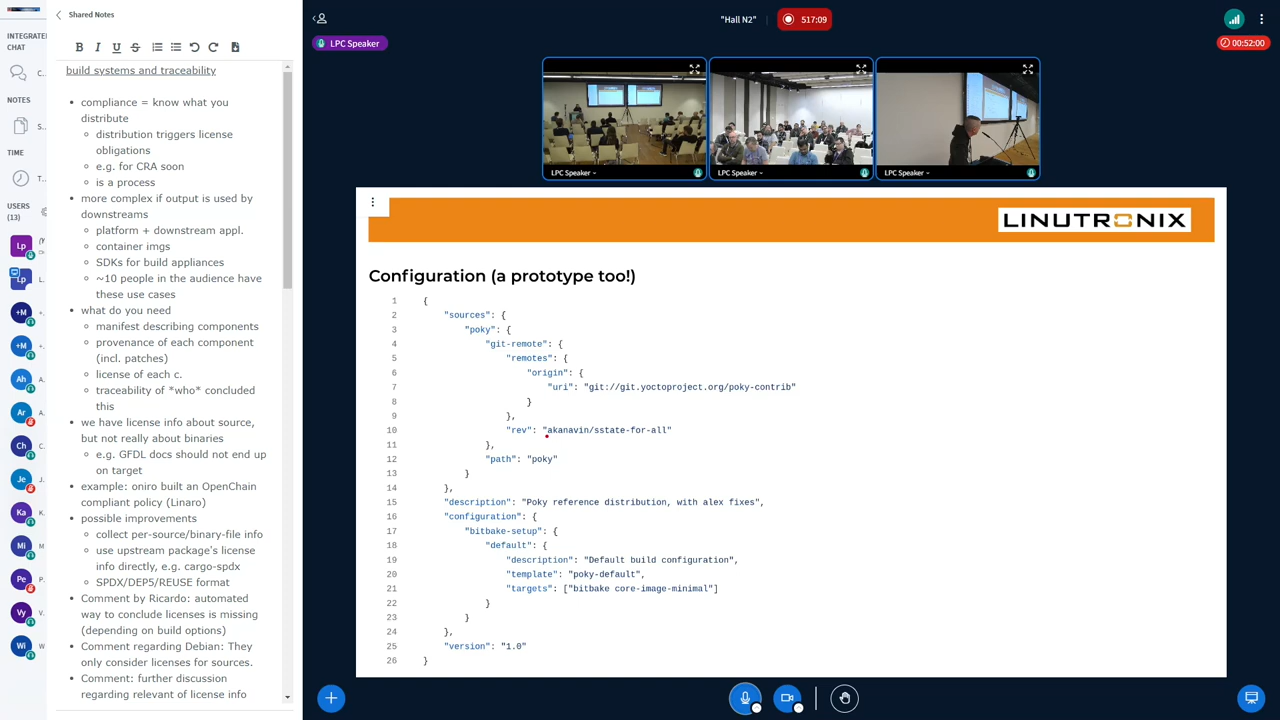 Shared Notes
INTEGRATE
CHAT
C..
NOTES
S..
TIME
T..
USERS
(13)
build systems and traceability
compliance = know what you
distribute
distribution triggers license
obligations
e.g. for CRA soon
is a process
more complex if output is used by
downstreams
platform + downstream appl.
container imgs
SDKs for build appliances
~10 people in the audience have
these use cases
what do you need
manifest describing components
provenance of each component
(incl. patches)
license of each c.
traceability of *who* concluded
this
we have license info about source,
but not really about binaries
e.g. GFDL docs should not end up
on target
example: oniro built an OpenChain
compliant policy (Linaro)
possible improvements
collect per-source/binary-file info
use upstream package's license
info directly, e.g. cargo-spdx
SPDX/DEP5/REUSE format
Comment by Ricardo: automated
way to conclude licenses is missing
(depending on build options)
Comment regarding Debian: They
only consider licenses for sources.
Comment: further discussion
regarding relevant of license info
Lp
Lp L..
+M
+M
Ah A..
Ar A..
Ch C..
Je J..
Ka K..
Mi M..
Pe P..
Vy V..
Wi W
"Hall N2"
517:09
00:52:00
LPC Speaker
LPC Speaker
LPC Speaker
LPC Speaker
LINUTRONIX
Configuration (a prototype too!)
1 {
2 "sources": {
3 "poky": {
4 "git-remote": {
5 "remotes": {
6 "origin": {
7 "uri": "git://git.yoctoproject.org/poky-contrib"
8 }
9 },
10 "rev": "akanavin/sstate-for-all"
11 },
12 "path": "poky"
13 }
14 },
15 "description": "Poky reference distribution, with alex fixes",
16 "configuration": {
17 "bitbake-setup": {
18 "default": {
19 "description": "Default build configuration",
20 "template": "poky-default",
21 "targets": ["bitbake core-image-minimal"]
22 }
23 }
24 },
25 "version": "1.0"
26 }